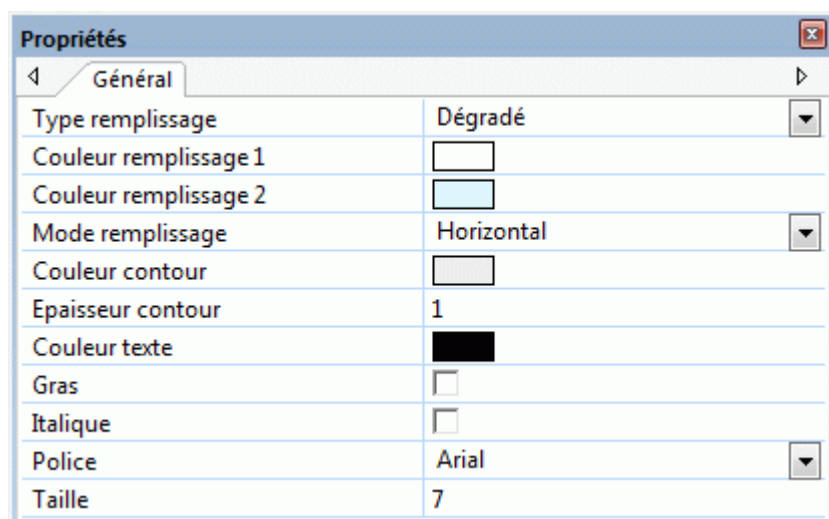 Propriétés
Général
Type remplissage Dégradé
Couleur remplissage 1
Couleur remplissage 2
Mode remplissage Horizontal
Couleur contour
Epaisseur contour 1
Couleur texte
Gras
Italique
Police Arial
Taille 7